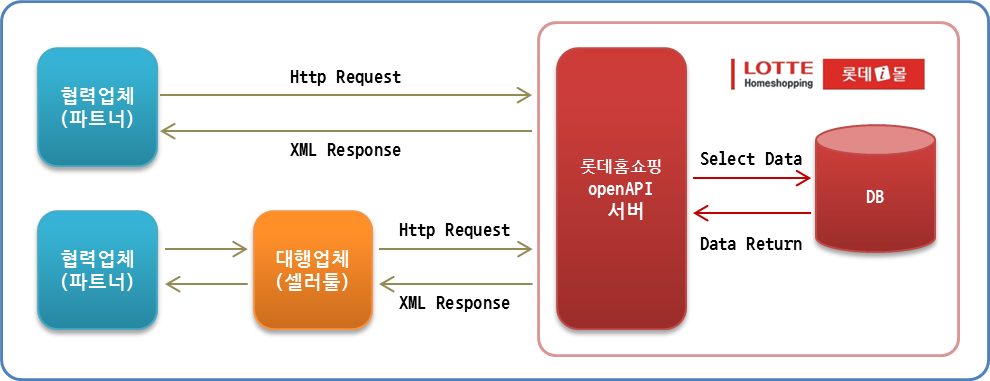 협력업체
(파트너)
Http Request
XML Response
LOTTE
Homeshopping
롯데i몰
롯데홈쇼핑
openAPI
서버
Select Data
DB
Data Return
협력업체
(파트너)
대행업체
(셀러툴)
Http Request
XML Response